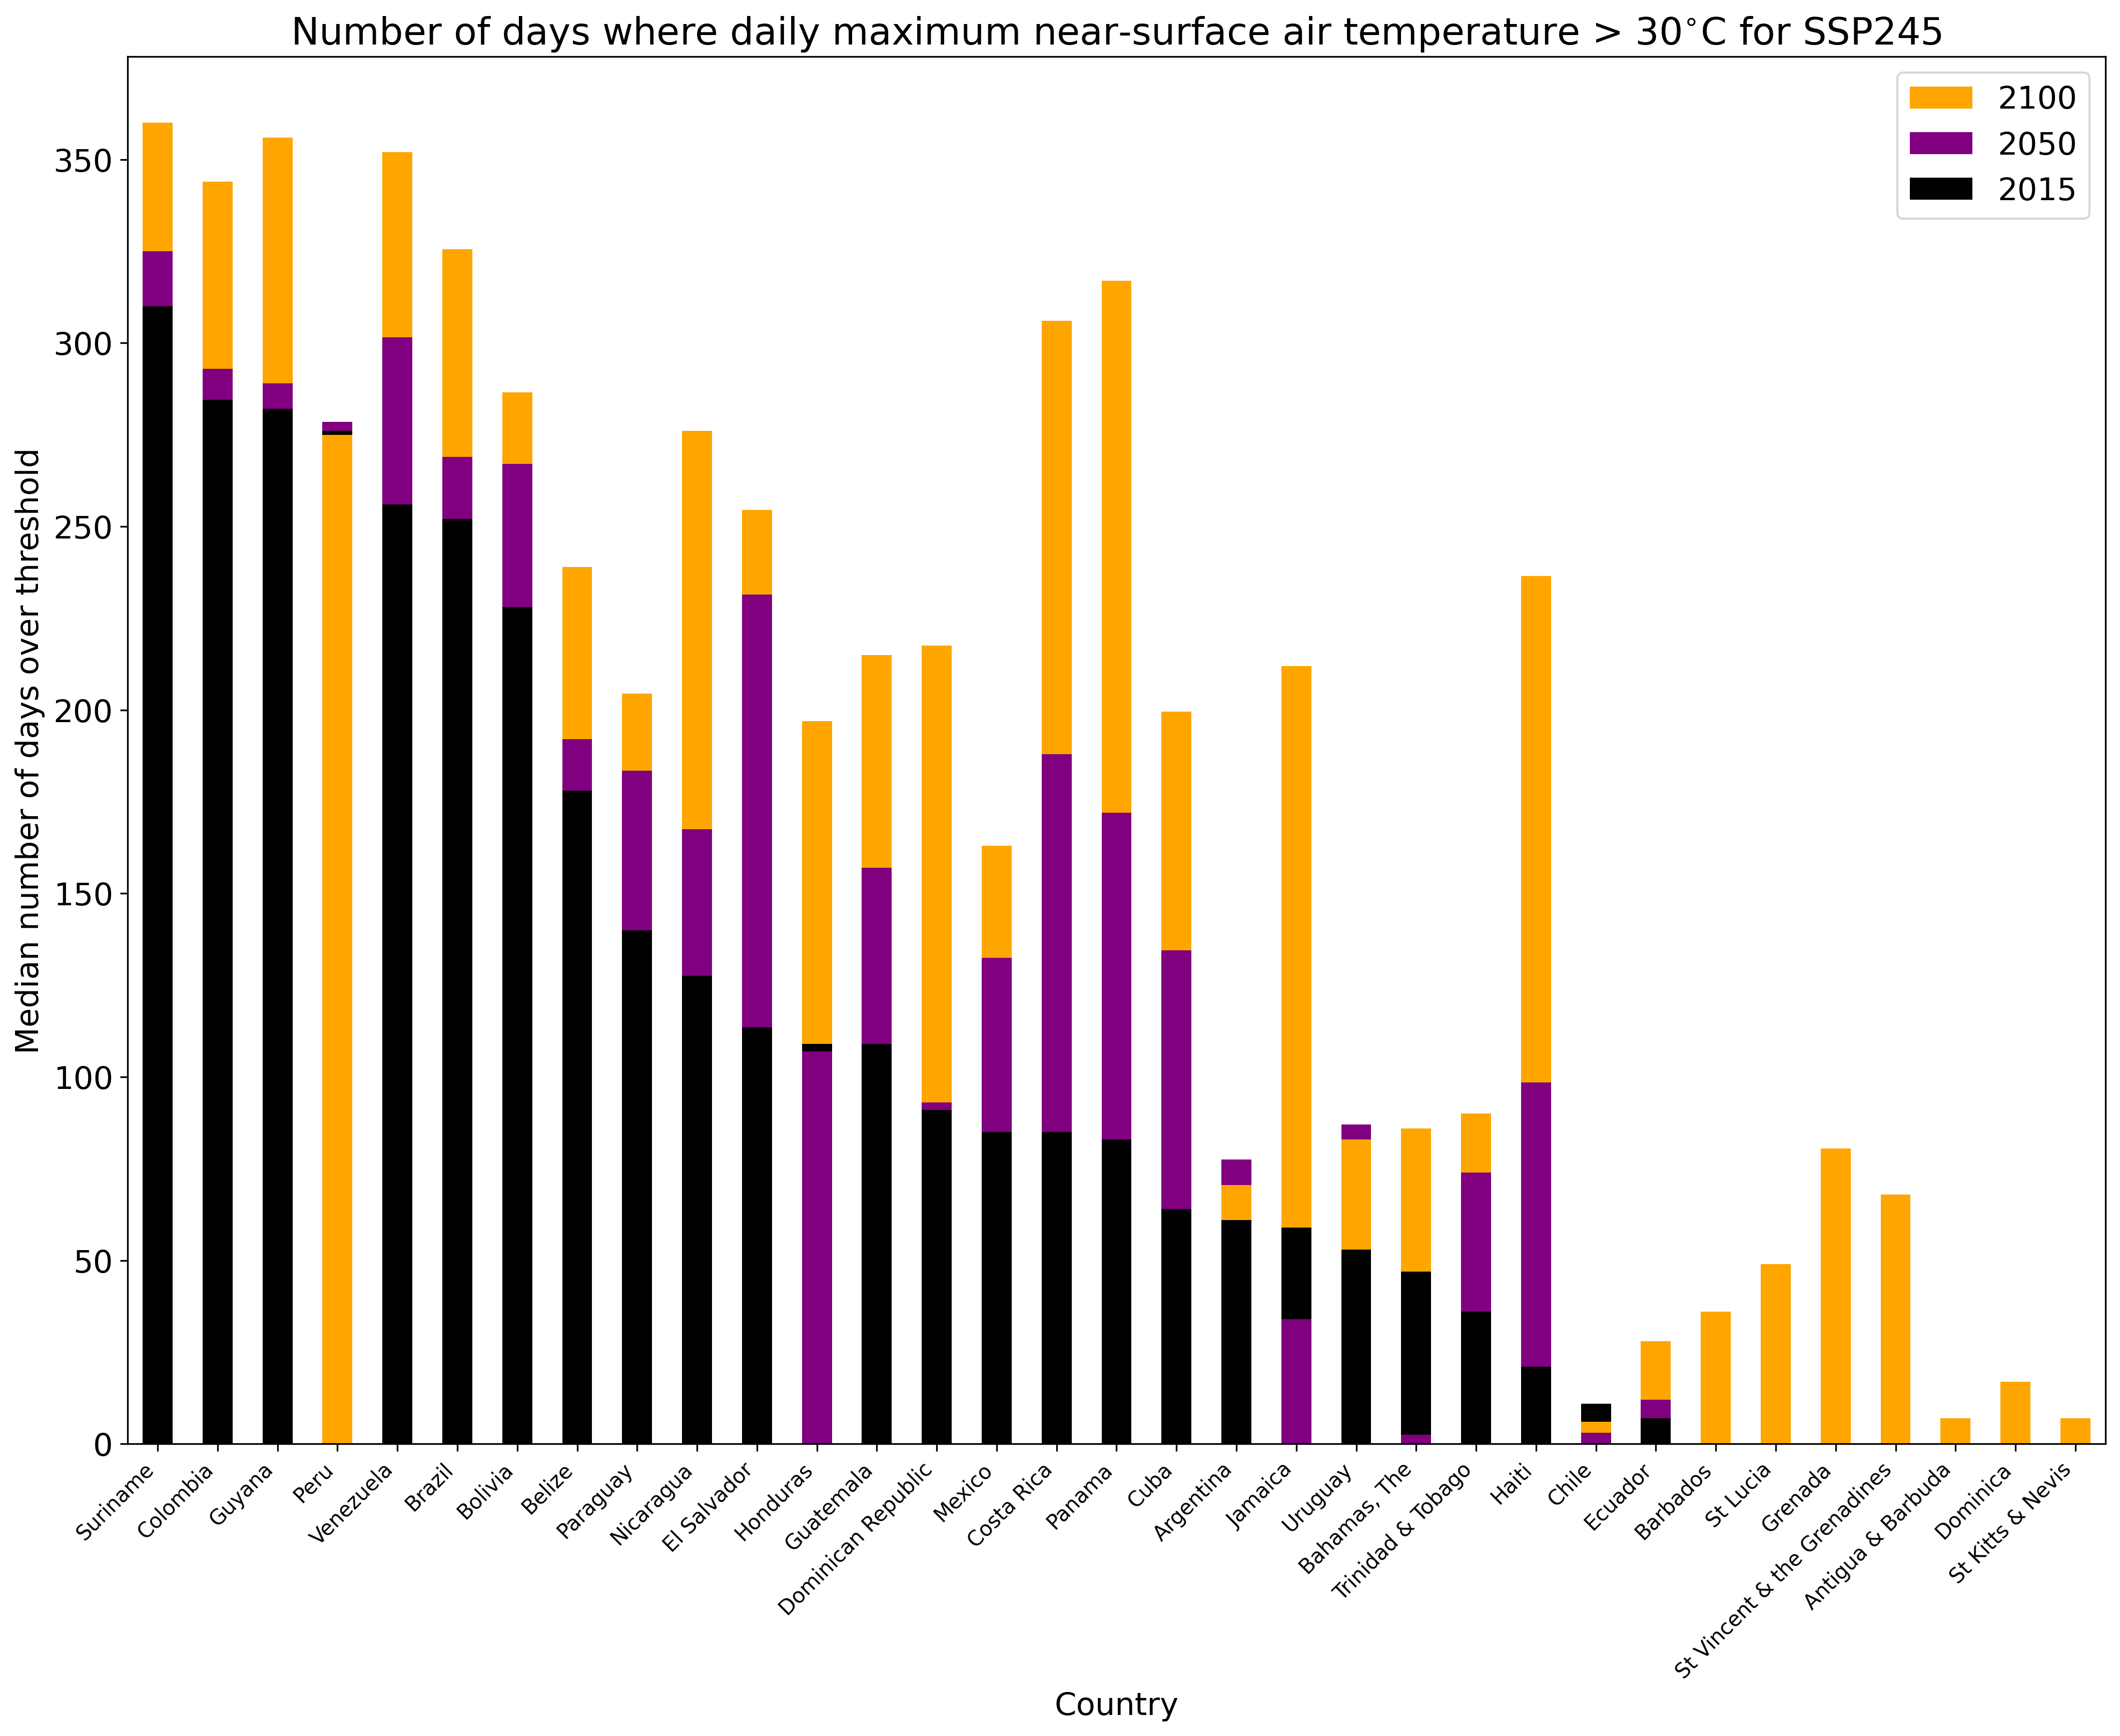 Number of days where daily maximum near-surface air temperature > 30°C for SSP245
2100
2050
2015
Median number of days over threshold
350
300
250
200
150
100
50
0
Suriname
Colombia
Guyana
Peru
Venezuela
Brazil
Bolivia
Belize
Paraguay
Nicaragua
El Salvador
Honduras
Guatemala
Dominican Republic
Mexico
Costa Rica
Panama
Cuba
Argentina
Jamaica
Uruguay
Bahamas, The
Trinidad & Tobago
Haiti
Chile
Ecuador
Barbados
St Lucia
Grenada
St Vincent & the Grenadines
Antigua & Barbuda
Dominica
St Kitts & Nevis
Country